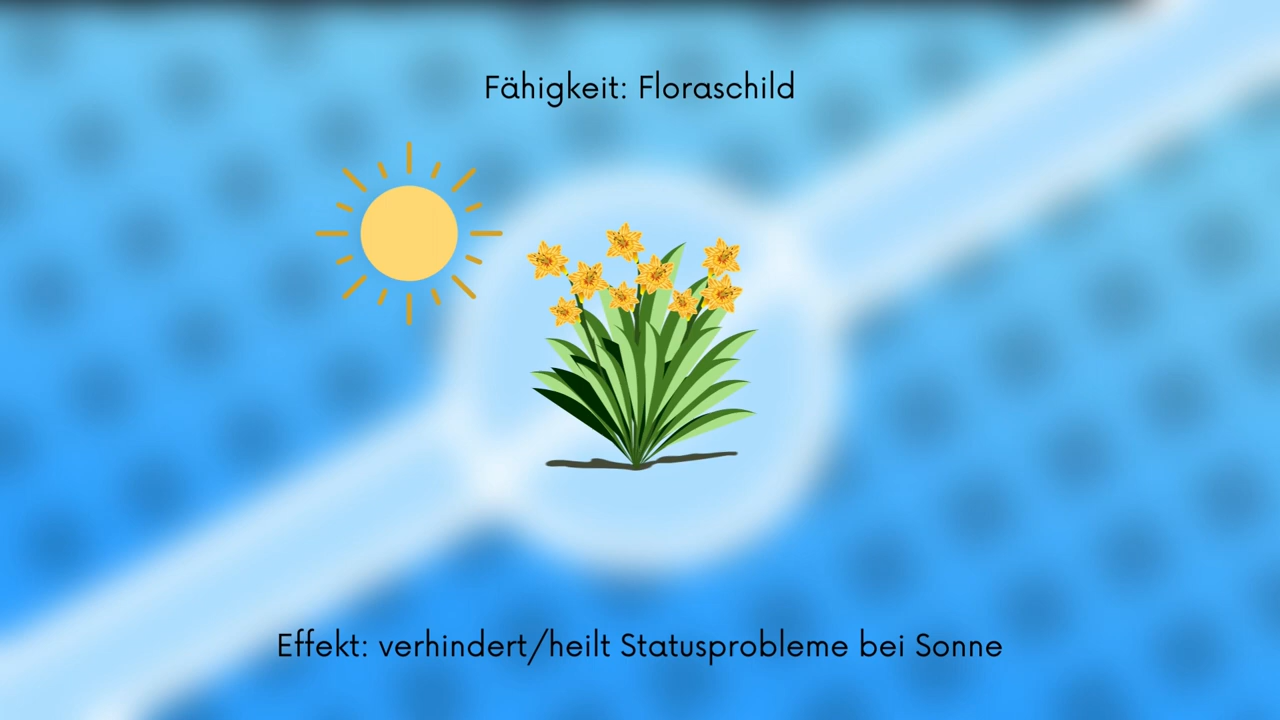 Fähigkeit: Floraschild
Effekt: verhindert/heilt Statusprobleme bei Sonne